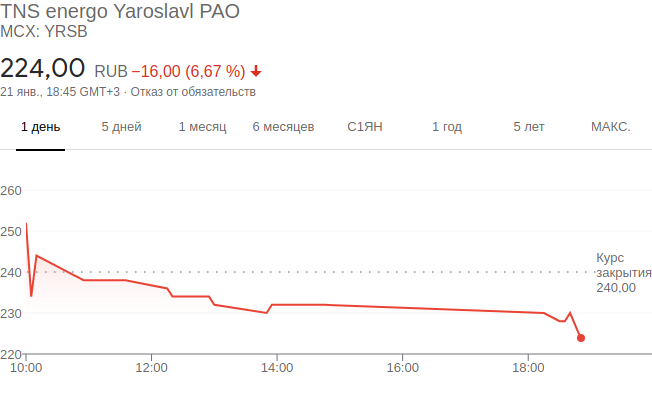 TNS energo Yaroslavl PAO
MCX: YRSB
224,00 RUB −16,00 (6,67 %)
21 янв., 18:45 GMT+3 · Отказ от обязательств
1 день 5 дней 1 месяц 6 месяцев С1ЯН 1 год 5 лет МАКС.
260
250
Курс
240 закрытия
240,00
230
220
10:00 12:00 14:00 16:00 18:00